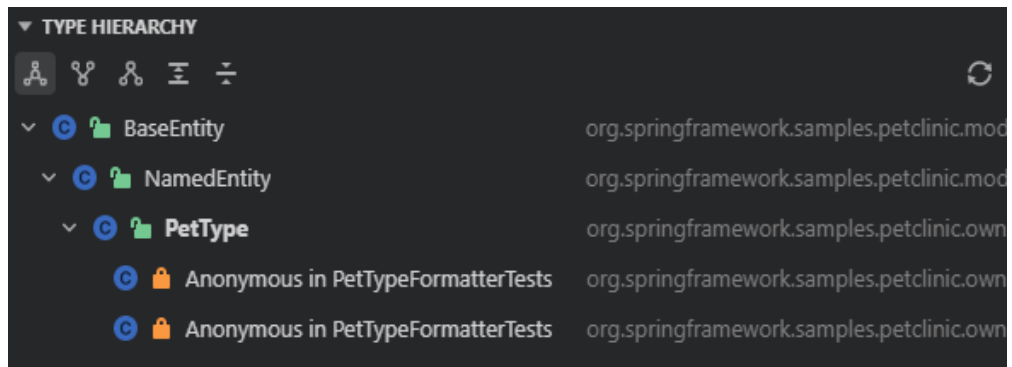 TYPE HIERARCHY
BaseEntity org.springframework.samples.petclinic.mod
NamedEntity org.springframework.samples.petclinic.mod
PetType org.springframework.samples.petclinic.own
Anonymous in PetTypeFormatterTests org.springframework.samples.petclinic.own
Anonymous in PetTypeFormatterTests org.springframework.samples.petclinic.own